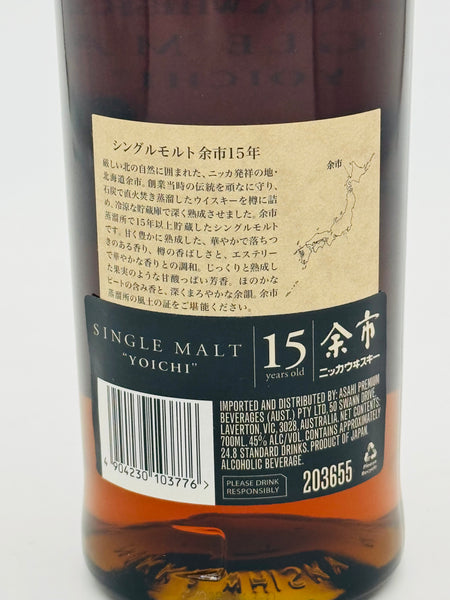 シングルモルト余市15年
厳しい北の自然に囲まれた、ニッカ発祥の地・
北海道余市。創業当時の伝統を頑なに守り、
石炭で直火焚き蒸溜したウイスキーを樽に詰
め、冷涼な貯蔵庫で深く熟成させました。余市
蒸溜所で15年以上貯蔵したシングルモルト
です。甘く豊かに熟成した、華やかで落ちつ
きのある香り、樽の香ばしさと、エステリー
で華やかな香りとの調和。じっくりと熟成し
た果実のような甘酸っぱい芳香。ほのかな
ピートの含み香と、深くまろやかな余韻。余市
蒸溜所の風土の証をご堪能ください。
余市
SINGLE MALT
"YOICHI"
15
years old
余市
ニッカウヰスキー
IMPORTED AND DISTRIBUTED BY: ASAHI PREMIUM
BEVERAGES (AUST.) PTY LTD, 50 SWANN DRIVE,
LAVERTON, VIC, 3028, AUSTRALIA. NET CONTENTS:
700ML. 45% ALC/VOL. CONTAINS APPROXIMATELY
24.8 STANDARD DRINKS. PRODUCT OF JAPAN.
ALCOHOLIC BEVERAGE.
4 904230 103776 >
PLEASE DRINK
RESPONSIBLY
203655
Please
Recycle